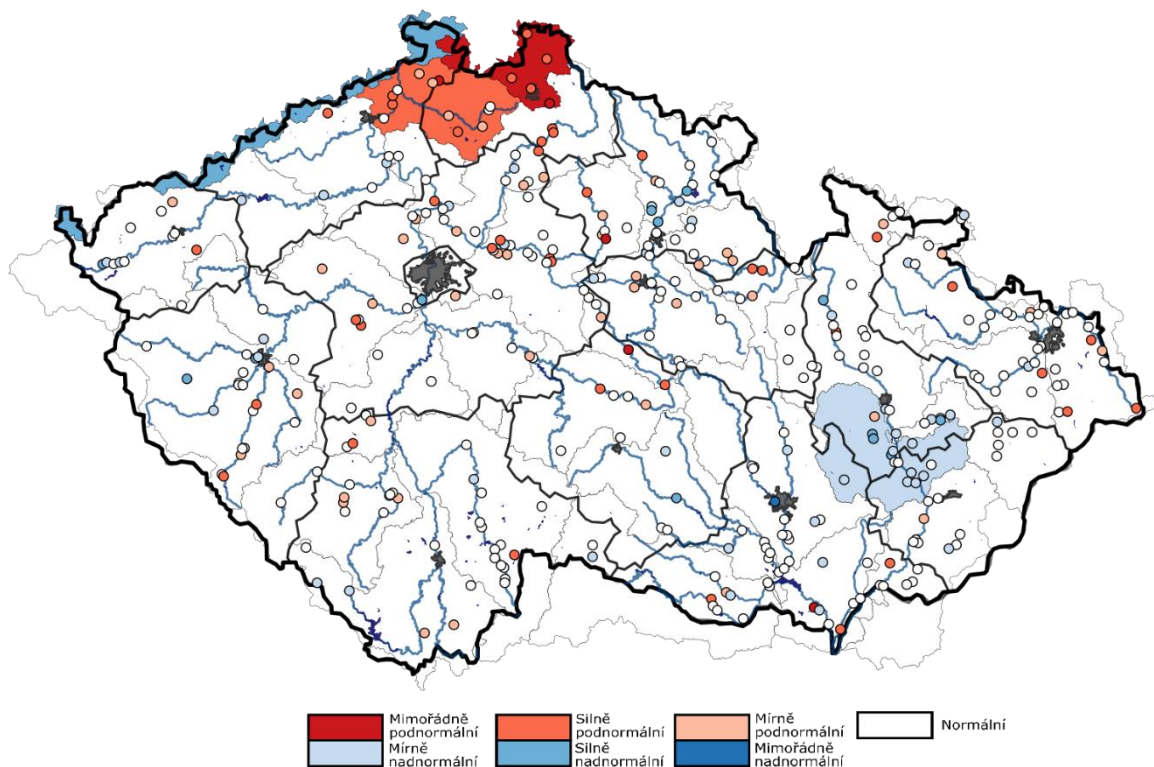 Mimořádně
podnormální
Silně
podnormální
Mírně
podnormální
Normální
Mírně
nadnormální
Silně
nadnormální
Mimořádně
nadnormální